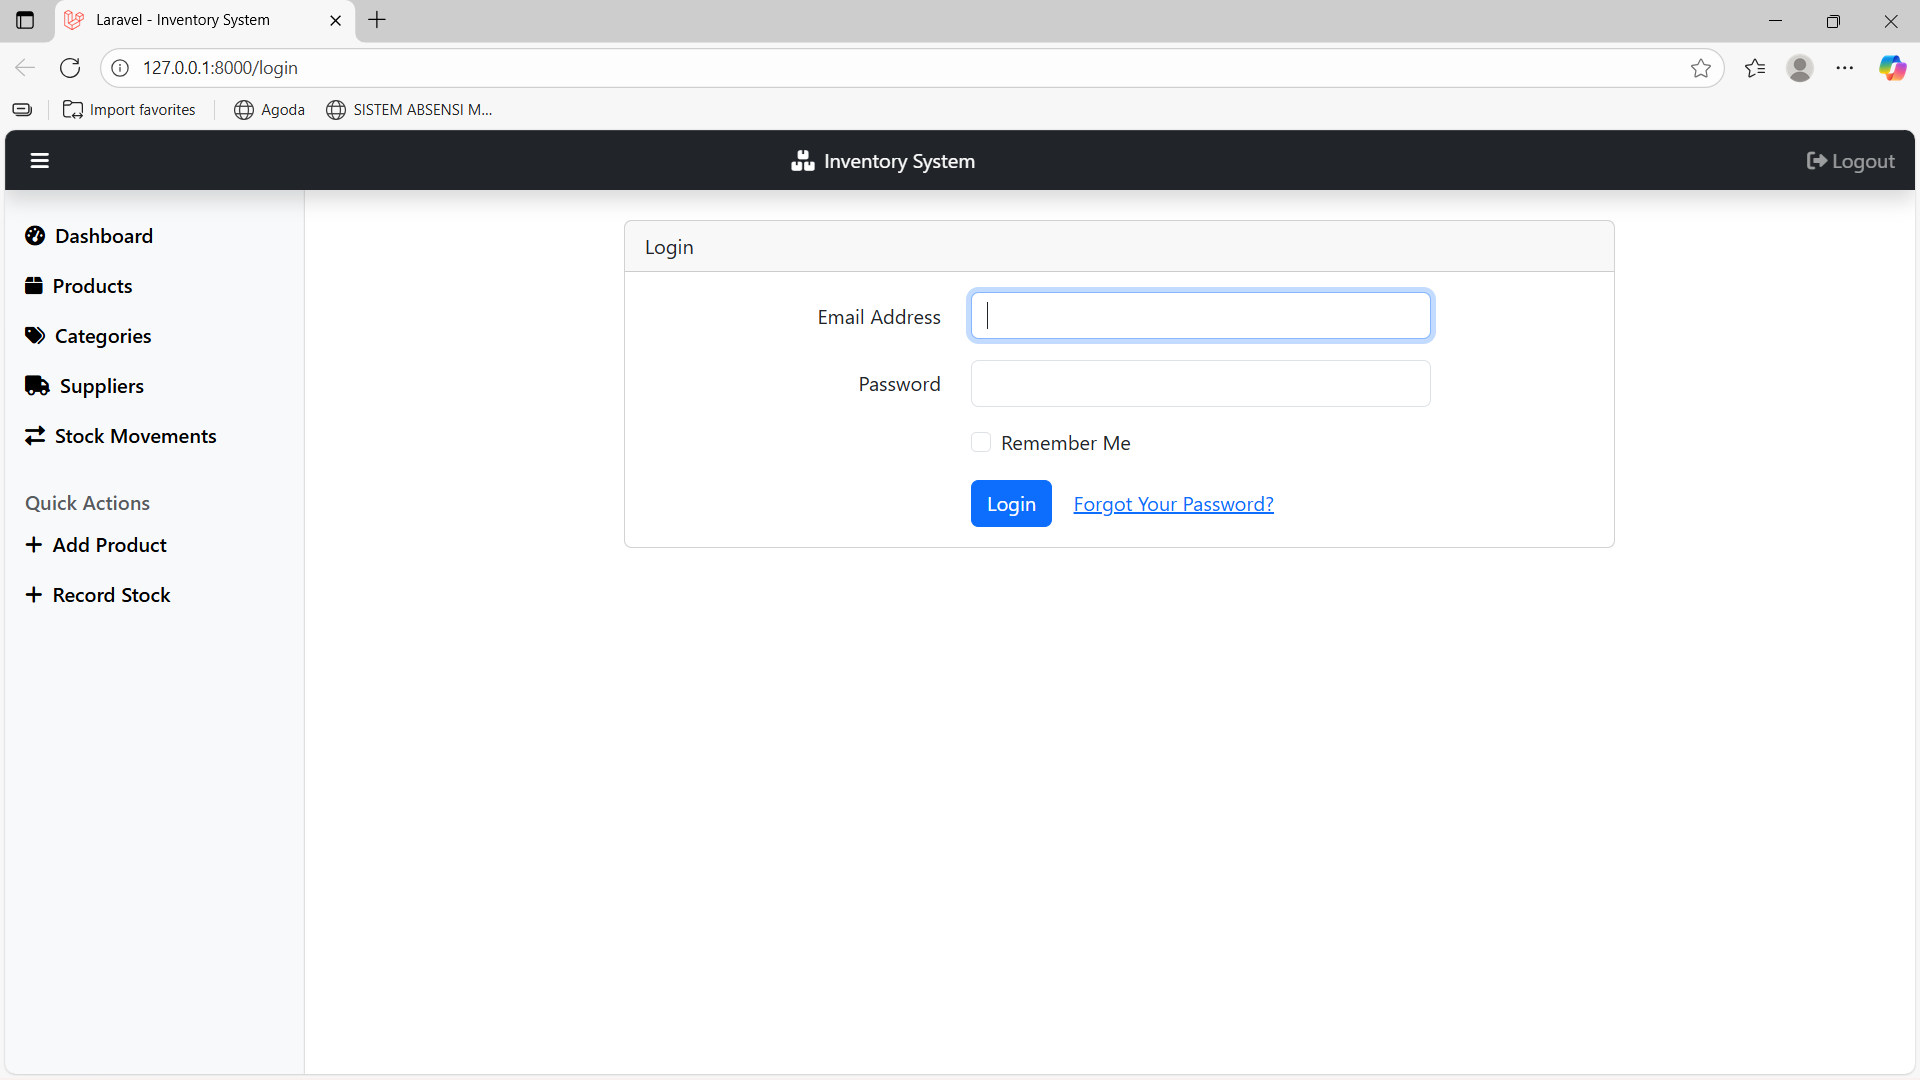 Laravel - Inventory System
127.0.0.1:8000/login
Import favorites
Agoda
SISTEM ABSENSI M...
Inventory System
Logout
Dashboard
Products
Categories
Suppliers
Stock Movements
Quick Actions
Add Product
Record Stock
Login
Email Address
Password
Remember Me
Login
Forgot Your Password?